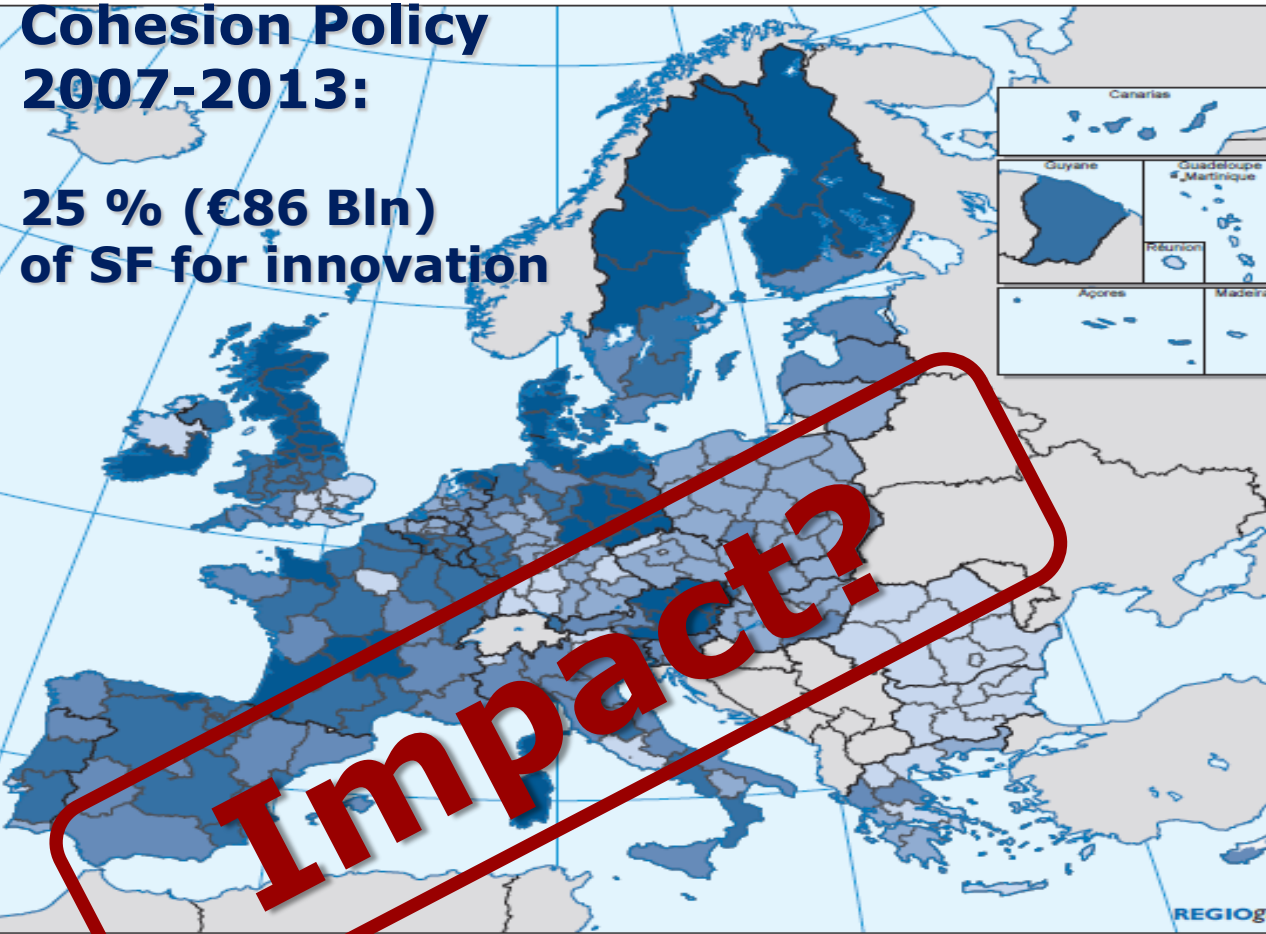 Cohesion Policy
2007-2013:
25 % (€86 Bln)
of SF for innovation
Canarias
Guyane
Guadeloupe
Martinique
Réunion
Açores
Madeira
Impact?
REGIOg